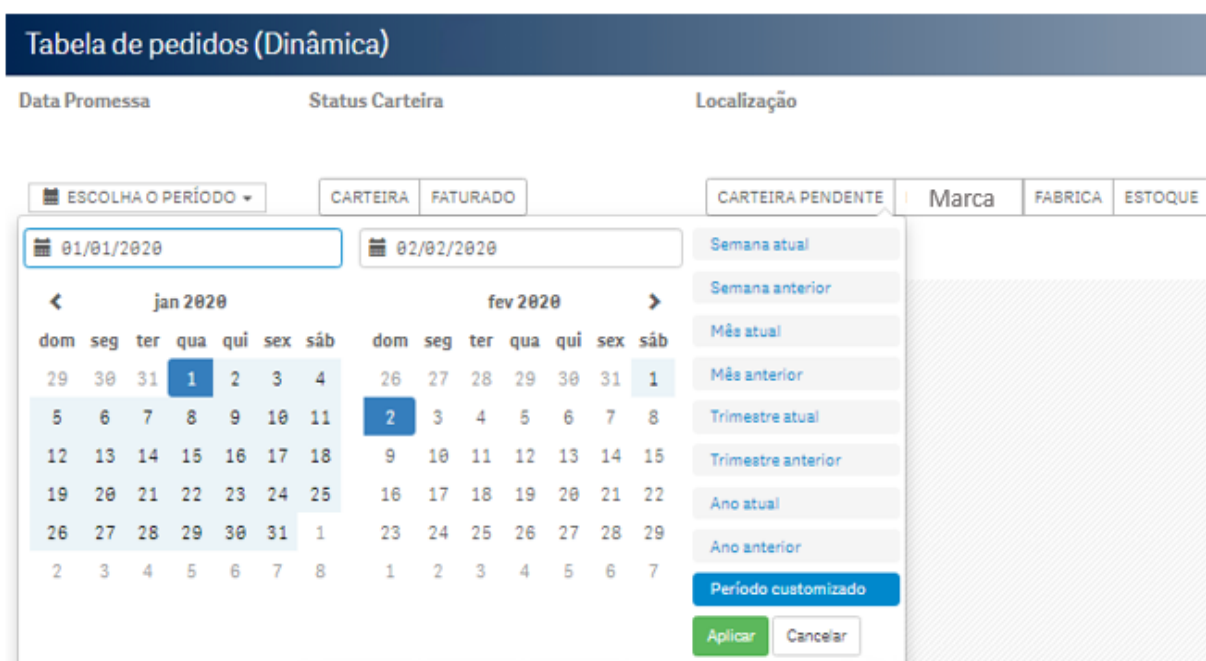 Tabela de pedidos (Dinâmica)
Data Promessa Status Carteira Localização
ESCOLHA O PERÍODO CARTEIRA FATURADO CARTEIRA PENDENTE Marca FABRICA ESTOQUE
01/01/2020 02/02/2020 Semana atual
jan 2020 fev 2020 Semana anterior
dom seg ter qua qui sex sáb dom seg ter qua qui sex sáb Mês atual
29 30 31 1 2 3 4 26 27 28 29 30 31 1 Mês anterior
5 6 7 8 9 10 11 2 3 4 5 6 7 8 Trimestre atual
12 13 14 15 16 17 18 9 10 11 12 13 14 15 Trimestre anterior
19 20 21 22 23 24 25 16 17 18 19 20 21 22 Ano atual
26 27 28 29 30 31 1 23 24 25 26 27 28 29 Ano anterior
2 3 4 5 6 7 8 1 2 3 4 5 6 7 Período customizado
Aplicar Cancelar